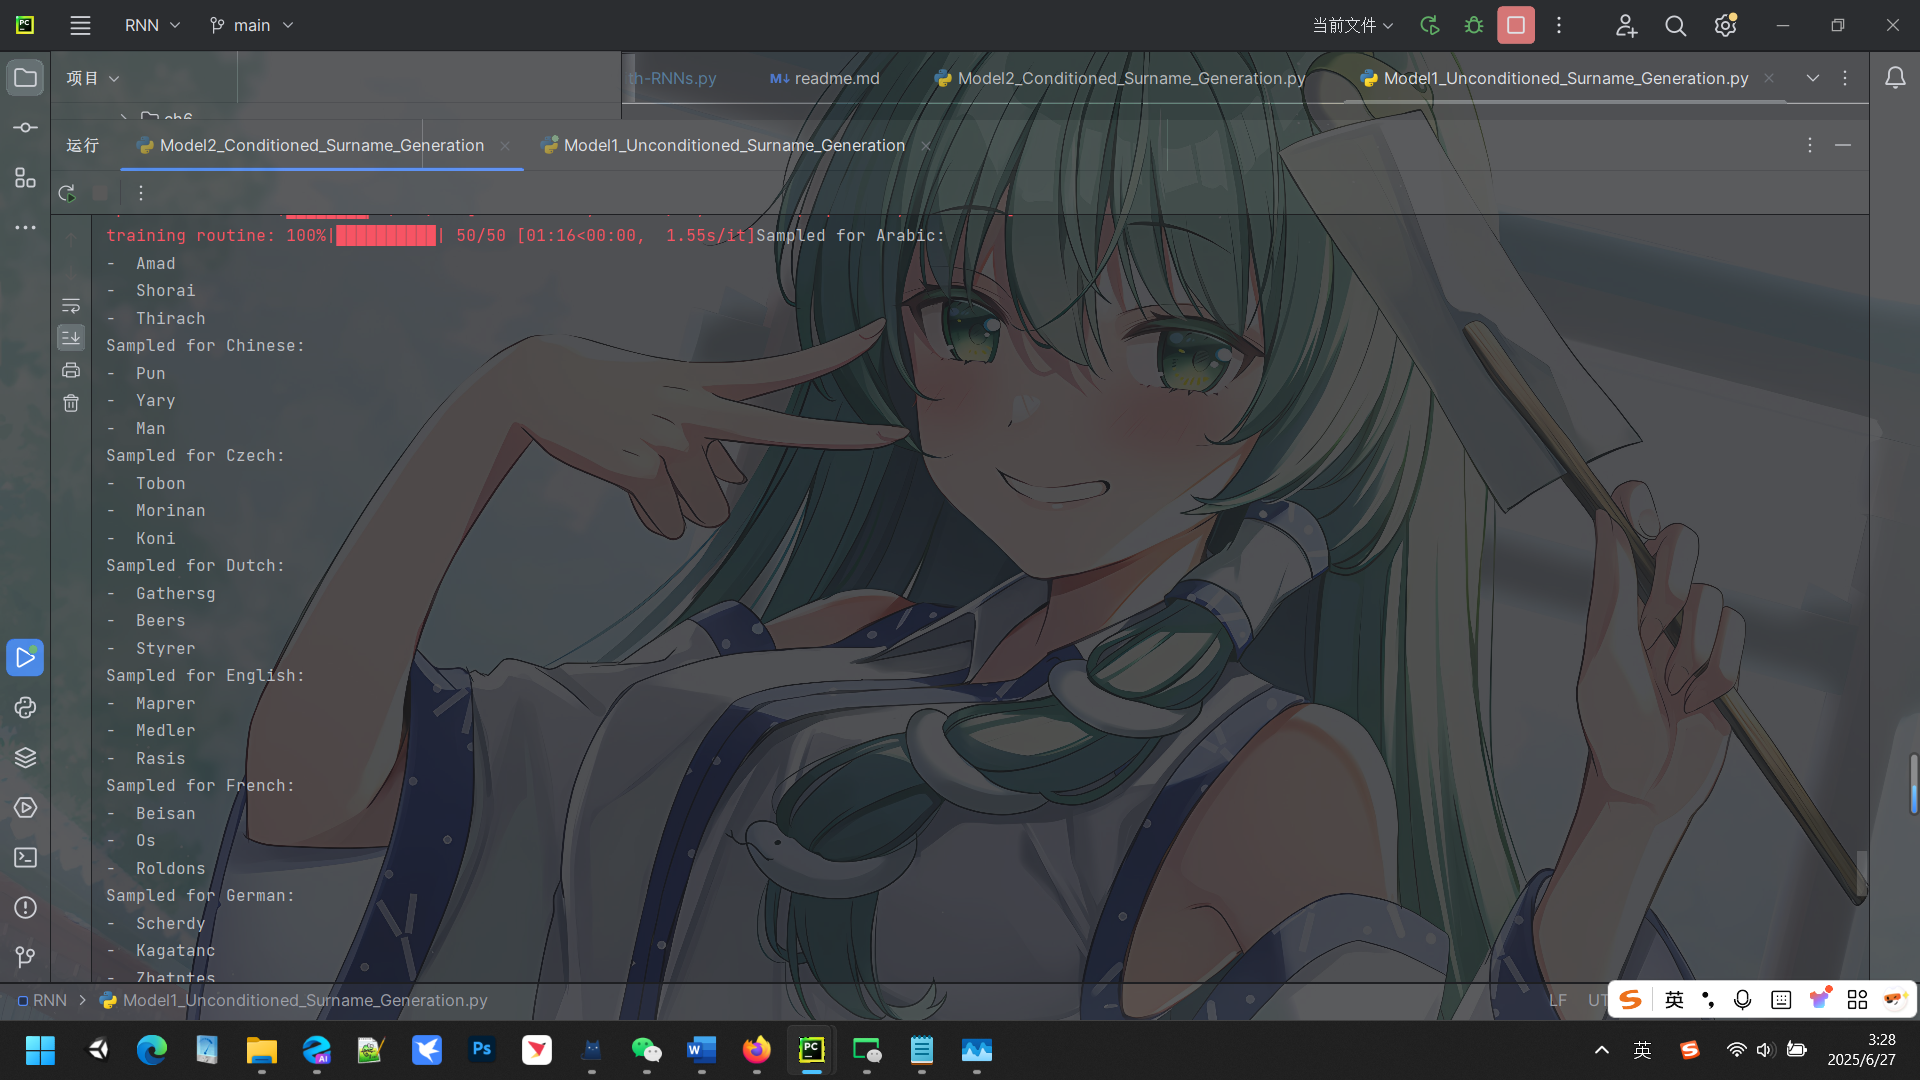 RNN main 当前文件
项目 th-RNNs.py readme.md Model2_Conditioned_Surname_Generation.py Model1_Unconditioned_Surname_Generation.py
ch6
运行 Model2_Conditioned_Surname_Generation Model1_Unconditioned_Surname_Generation
training routine: 100%|██████████| 50/50 [01:16<00:00,  1.55s/it]Sampled for Arabic:
-  Amad
-  Shorai
-  Thirach
Sampled for Chinese:
-  Pun
-  Yary
-  Man
Sampled for Czech:
-  Tobon
-  Morinan
-  Koni
Sampled for Dutch:
-  Gathersg
-  Beers
-  Styrer
Sampled for English:
-  Maprer
-  Medler
-  Rasis
Sampled for French:
-  Beisan
-  Os
-  Roldons
Sampled for German:
-  Scherdy
-  Kagatanc
-  Zhatntes
RNN > Model1_Unconditioned_Surname_Generation.py LF UT
英
英 3:28
2025/6/27